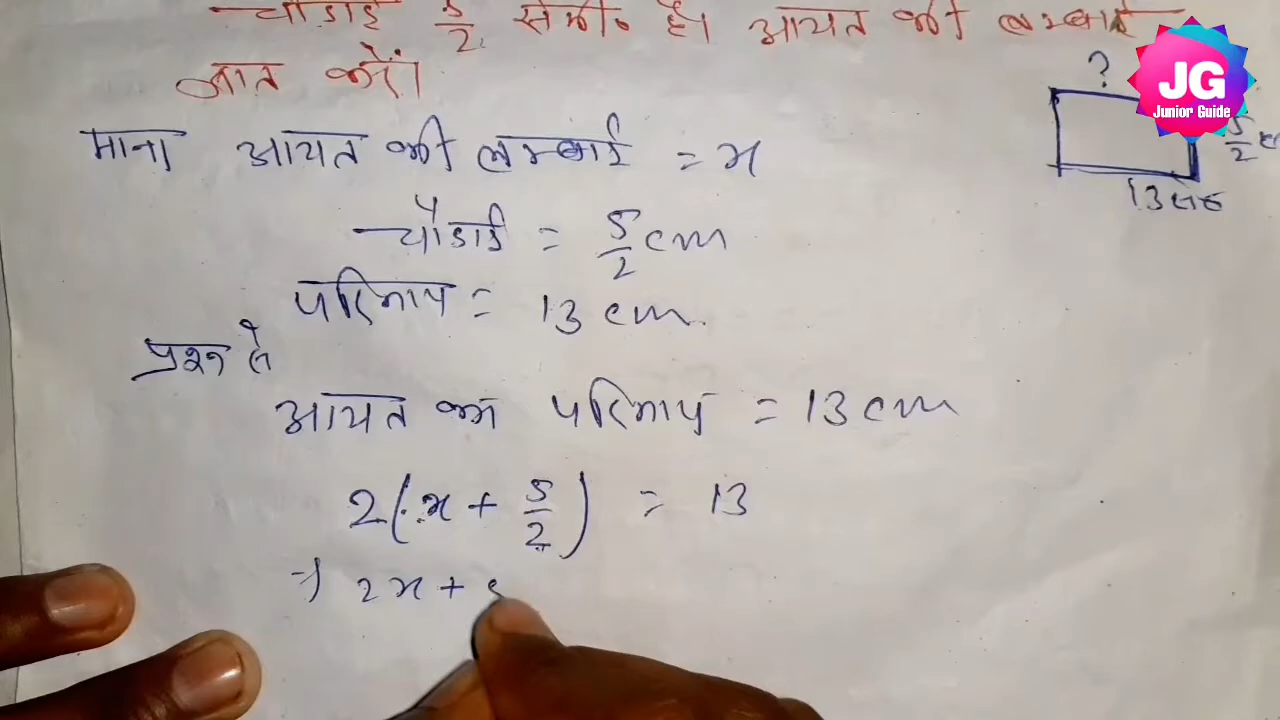 चौड़ाई 5/2 सेमी० है। आयत की लम्बाई
ज्ञात करें।
?
JG
Junior Guide
5/2
13 सेमी
माना आयत की लम्बाई = x
चौड़ाई = 5/2 cm
परिमाप = 13 cm.
प्रश्न से
आयत का परिमाप = 13 cm
2(x + 5/2) = 13
⇒ 2x + 5